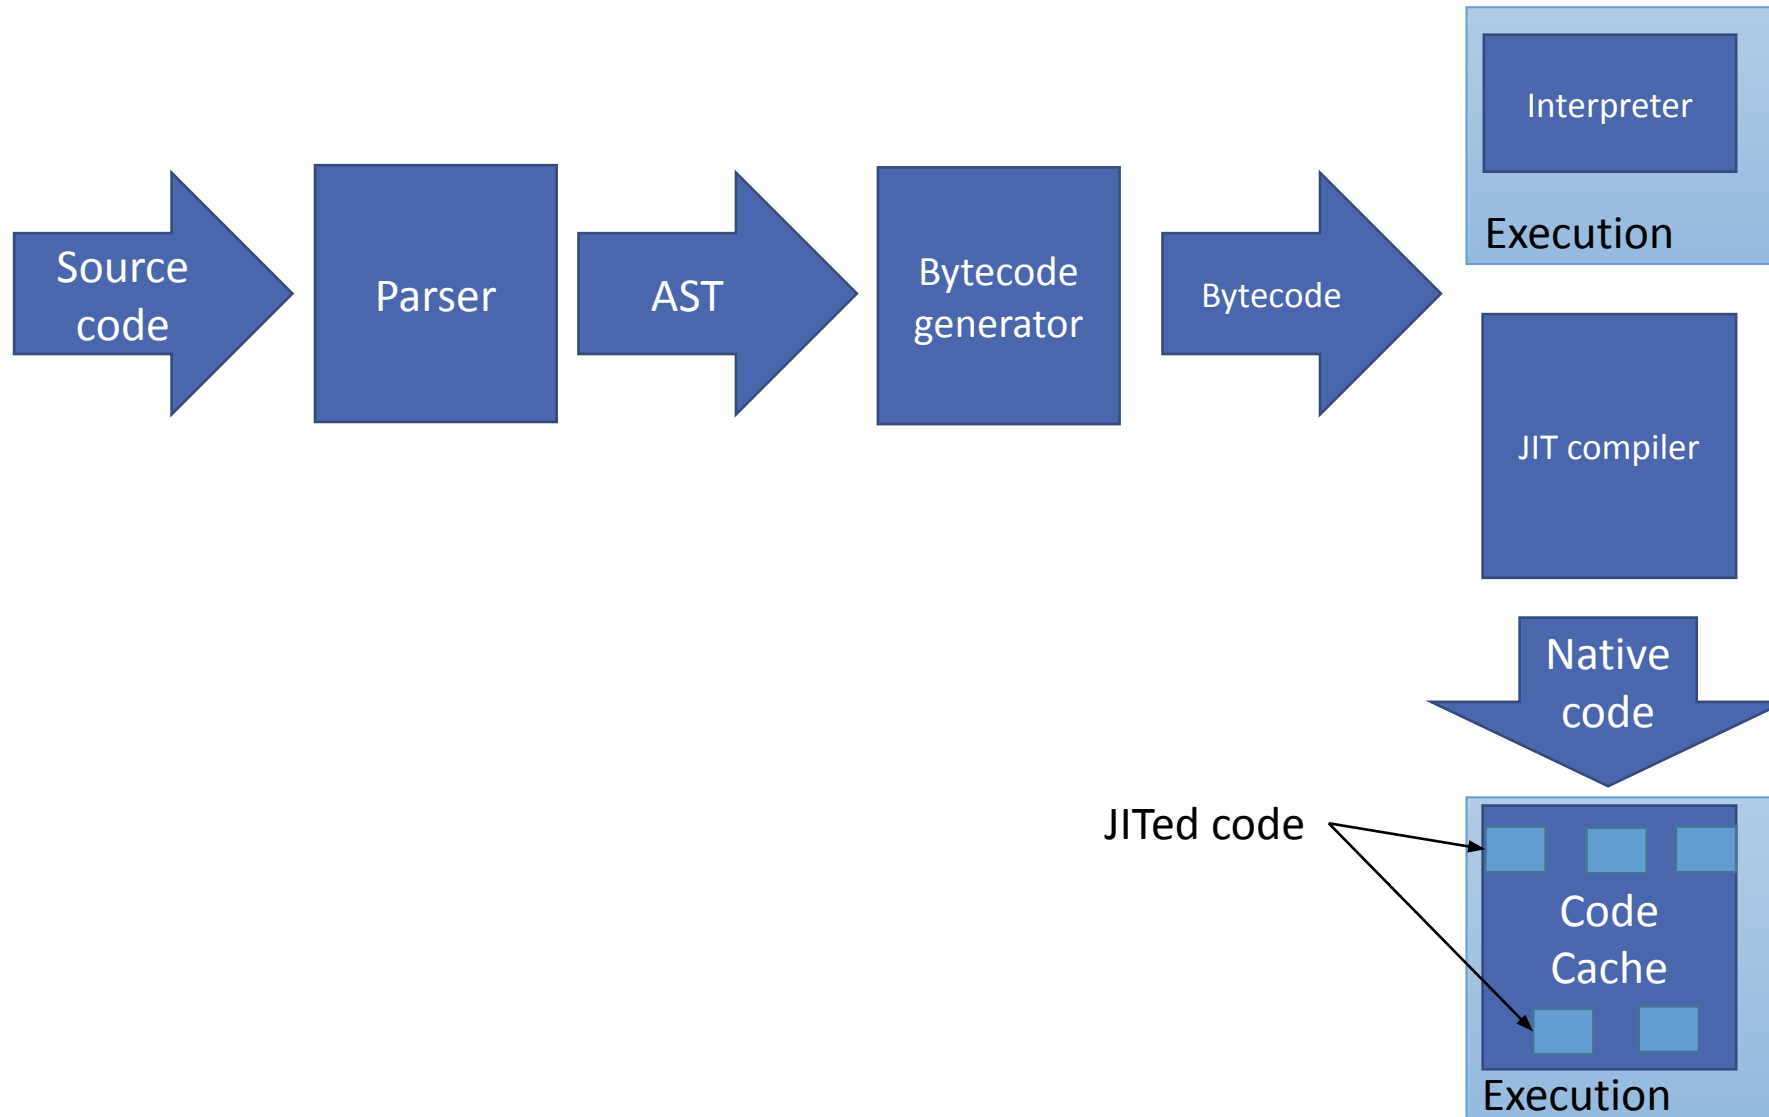 Interpreter
Execution
Source
code
Parser
AST
Bytecode
generator
Bytecode
JIT compiler
Native
code
JITed code
Code
Cache
Execution